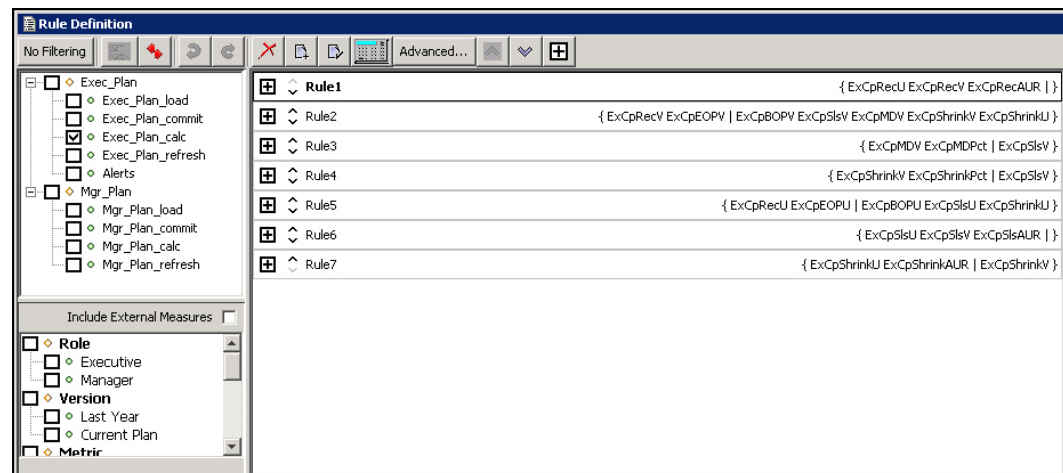 Rule Definition
No Filtering Advanced...
Exec_Plan
Exec_Plan_load
Exec_Plan_commit
Exec_Plan_calc
Exec_Plan_refresh
Alerts
Mgr_Plan
Mgr_Plan_load
Mgr_Plan_commit
Mgr_Plan_calc
Mgr_Plan_refresh
Include External Measures
Role
Executive
Manager
Version
Last Year
Current Plan
Metric
Rule1 { ExCpRecU ExCpRecV ExCpRecAUR | }
Rule2 { ExCpRecV ExCpEOPV | ExCpBOPV ExCpSlsV ExCpMDV ExCpShrinkV ExCpShrinkU }
Rule3 { ExCpMDV ExCpMDPct | ExCpSlsV }
Rule4 { ExCpShrinkV ExCpShrinkPct | ExCpSlsV }
Rule5 { ExCpRecU ExCpEOPU | ExCpBOPU ExCpSlsU ExCpShrinkU }
Rule6 { ExCpSlsU ExCpSlsV ExCpSlsAUR | }
Rule7 { ExCpShrinkU ExCpShrinkAUR | ExCpShrinkV }